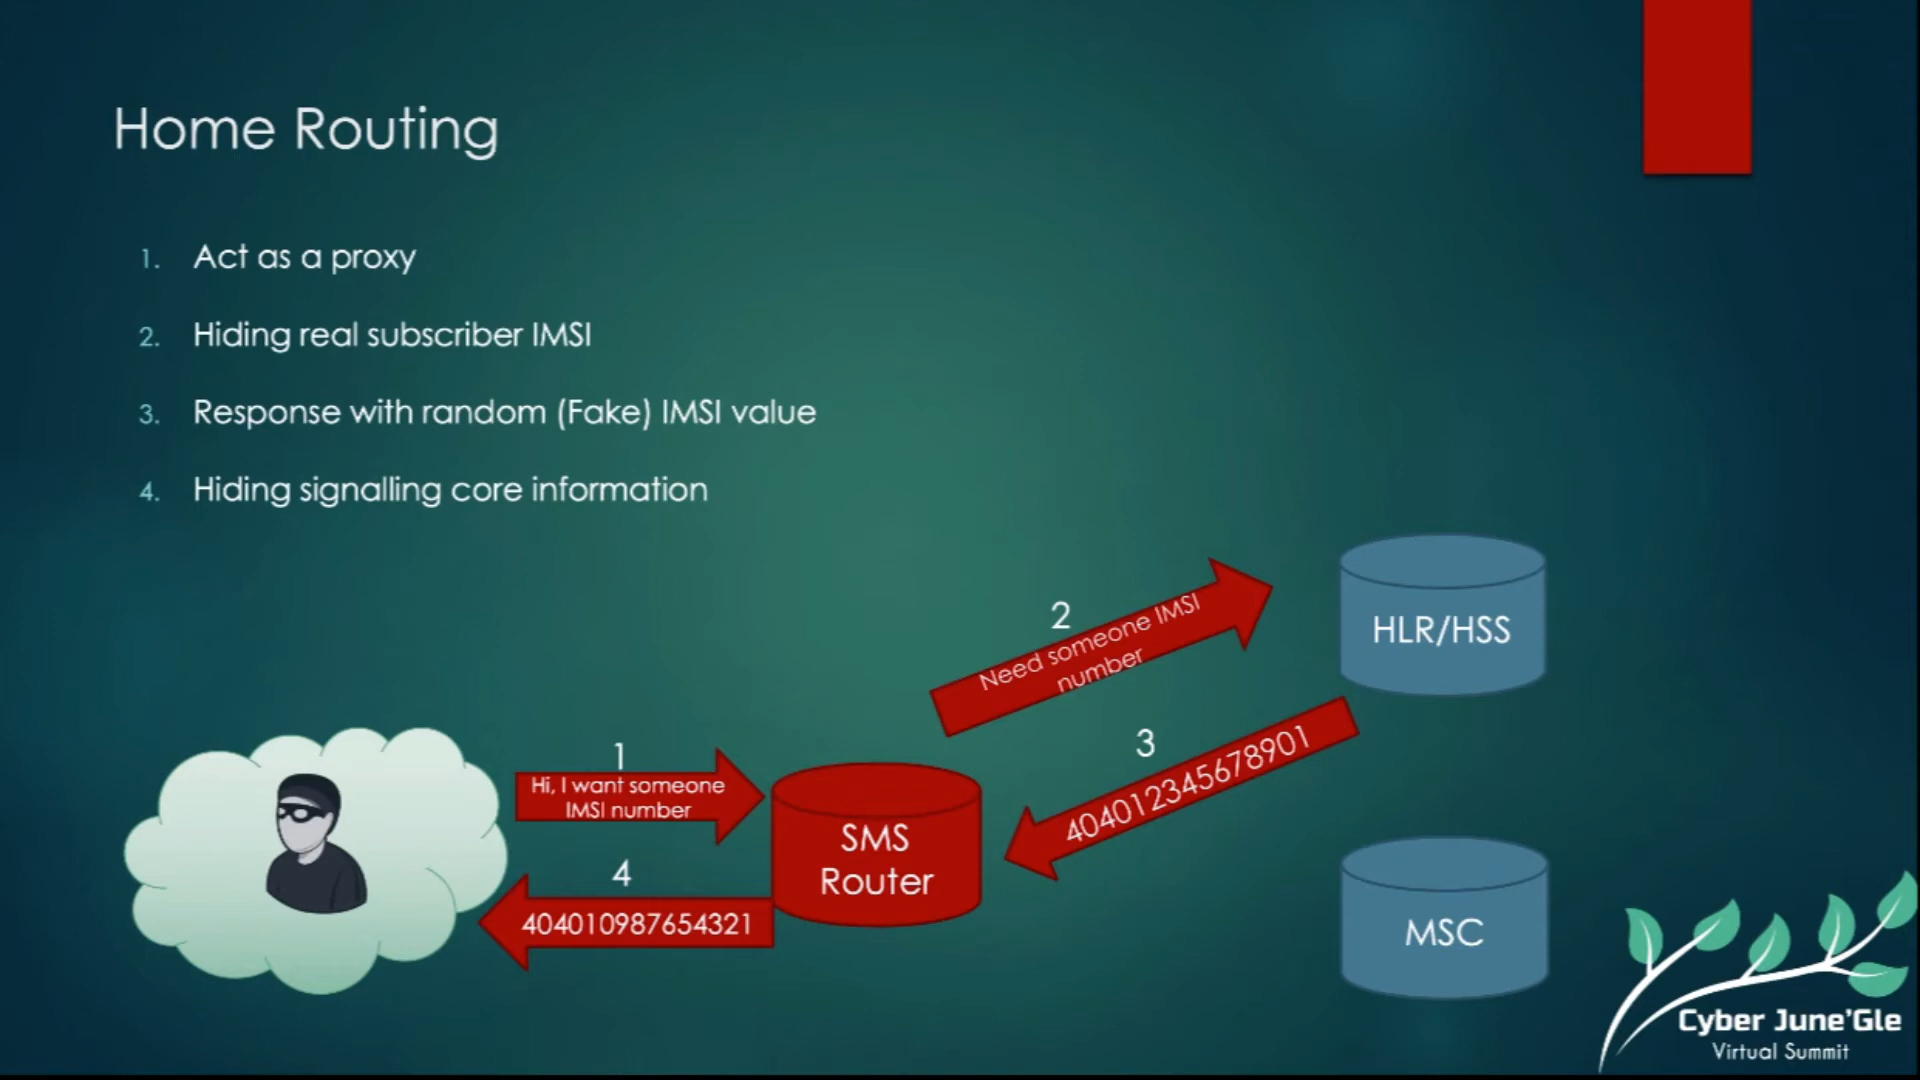 Home Routing
1. Act as a proxy
2. Hiding real subscriber IMSI
3. Response with random (Fake) IMSI value
4. Hiding signalling core information
2
Need someone IMSI
number
HLR/HSS
1
Hi, I want someone
IMSI number
3
404012345678901
SMS
Router
4
404010987654321
MSC
Cyber June'Gle
Virtual Summit